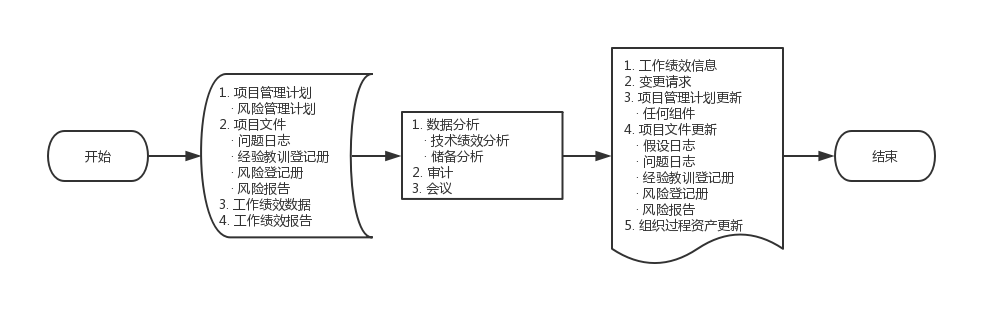 开始
1. 项目管理计划
· 风险管理计划
2. 项目文件
· 问题日志
· 经验教训登记册
· 风险登记册
· 风险报告
3. 工作绩效数据
4. 工作绩效报告
1. 数据分析
· 技术绩效分析
· 储备分析
2. 审计
3. 会议
1. 工作绩效信息
2. 变更请求
3. 项目管理计划更新
· 任何组件
4. 项目文件更新
· 假设日志
· 问题日志
· 经验教训登记册
· 风险登记册
· 风险报告
5. 组织过程资产更新
结束